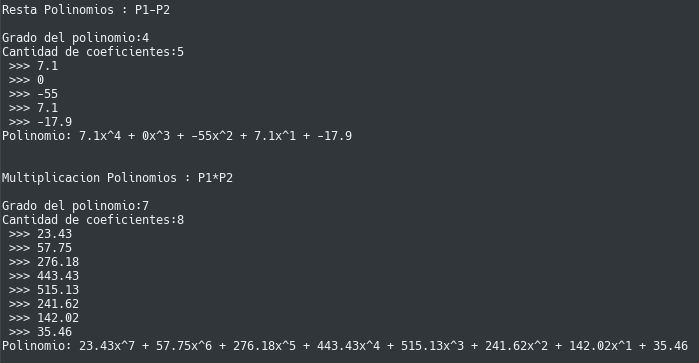 Resta Polinomios : P1-P2
Grado del polinomio:4
Cantidad de coeficientes:5
>>> 7.1
>>> 0
>>> -55
>>> 7.1
>>> -17.9
Polinomio: 7.1x^4 + 0x^3 + -55x^2 + 7.1x^1 + -17.9
Multiplicacion Polinomios : P1*P2
Grado del polinomio:7
Cantidad de coeficientes:8
>>> 23.43
>>> 57.75
>>> 276.18
>>> 443.43
>>> 515.13
>>> 241.62
>>> 142.02
>>> 35.46
Polinomio: 23.43x^7 + 57.75x^6 + 276.18x^5 + 443.43x^4 + 515.13x^3 + 241.62x^2 + 142.02x^1 + 35.46